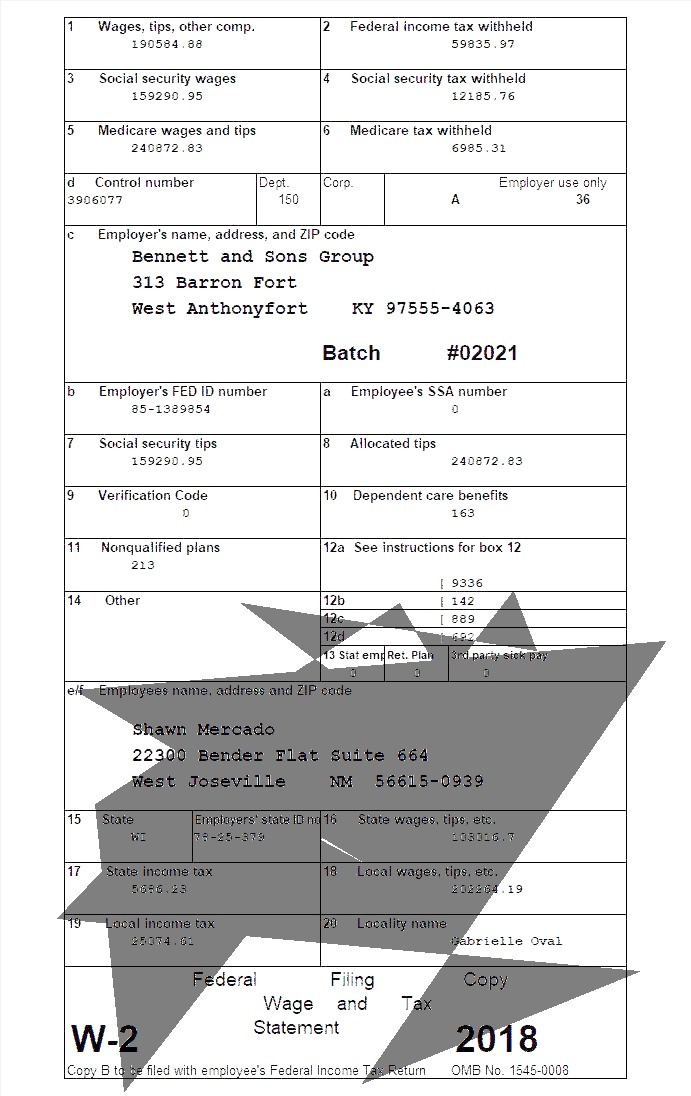 1 Wages, tips, other comp. 2 Federal income tax withheld
190584.88 59835.97
3 Social security wages 4 Social security tax withheld
159290.95 12185.76
5 Medicare wages and tips 6 Medicare tax withheld
240872.83 6985.31
d Control number Dept. Corp. Employer use only
3906077 150 A 36
c Employer's name, address, and ZIP code
Bennett and Sons Group
313 Barron Fort
West Anthonyfort KY 97555-4063
Batch #02021
b Employer's FED ID number a Employee's SSA number
85-1389854 0
7 Social security tips 8 Allocated tips
159290.95 240872.83
9 Verification Code 10 Dependent care benefits
0 163
11 Nonqualified plans 12a See instructions for box 12
213
[ 9336
14 Other 12b [ 142
12c [ 889
12d [ 692
13 Stat emp Ret. Plan 3rd party sick pay
0 0 0
e/f Employees name, address and ZIP code
Shawn Mercado
22300 Bender Flat Suite 664
West Joseville NM 56615-0939
15 State Employers' state ID no 16 State wages, tips, etc.
WI 79-25-379
17 State income tax 18 Local wages, tips, etc.
5686.23 202264.19
19 Local income tax 20 Locality name
25074.61 Gabrielle Oval
Federal Filing Copy
Wage and Tax
Statement
W-2 2018
Copy B to be filed with employee's Federal Income Tax Return OMB No. 1545-0008